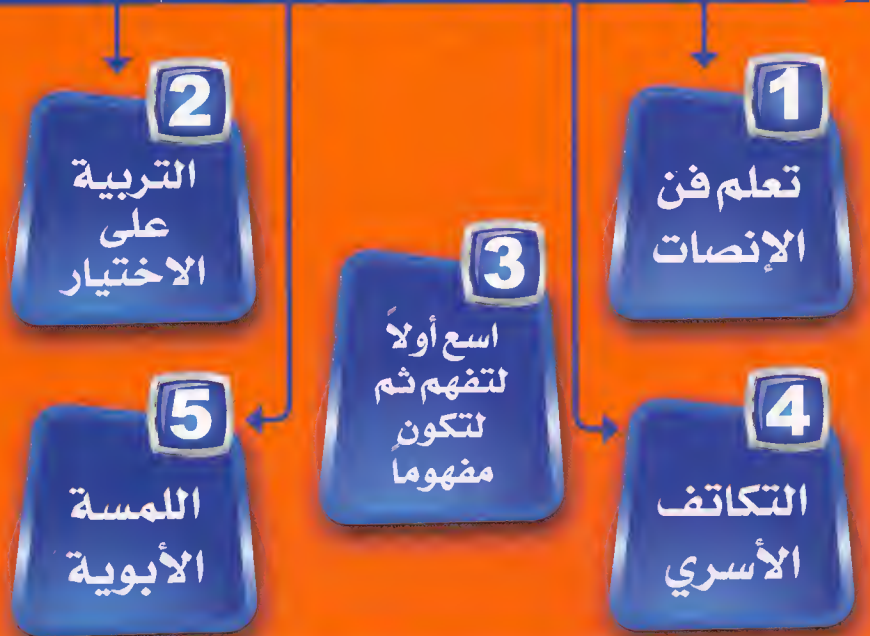 1
تعلم فن
الإنصات
2
التربية
على
الاختيار
3
اسع أولاً
لتفهم ثم
لتكون
مفهوماً
4
التكاتف
الأسري
5
اللمسة
الأبوية